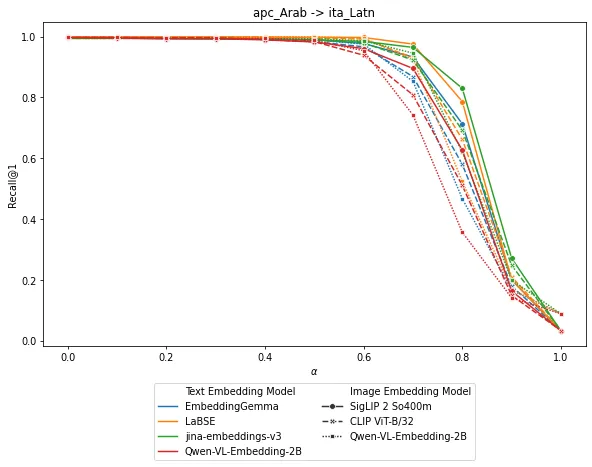 apc_Arab -> ita_Latn
Recall@1
1.0
0.8
0.6
0.4
0.2
0.0
0.0 0.2 0.4 0.6 0.8 1.0
α
Text Embedding Model Image Embedding Model
EmbeddingGemma SigLIP 2 So400m
LaBSE CLIP ViT-B/32
jina-embeddings-v3 Qwen-VL-Embedding-2B
Qwen-VL-Embedding-2B